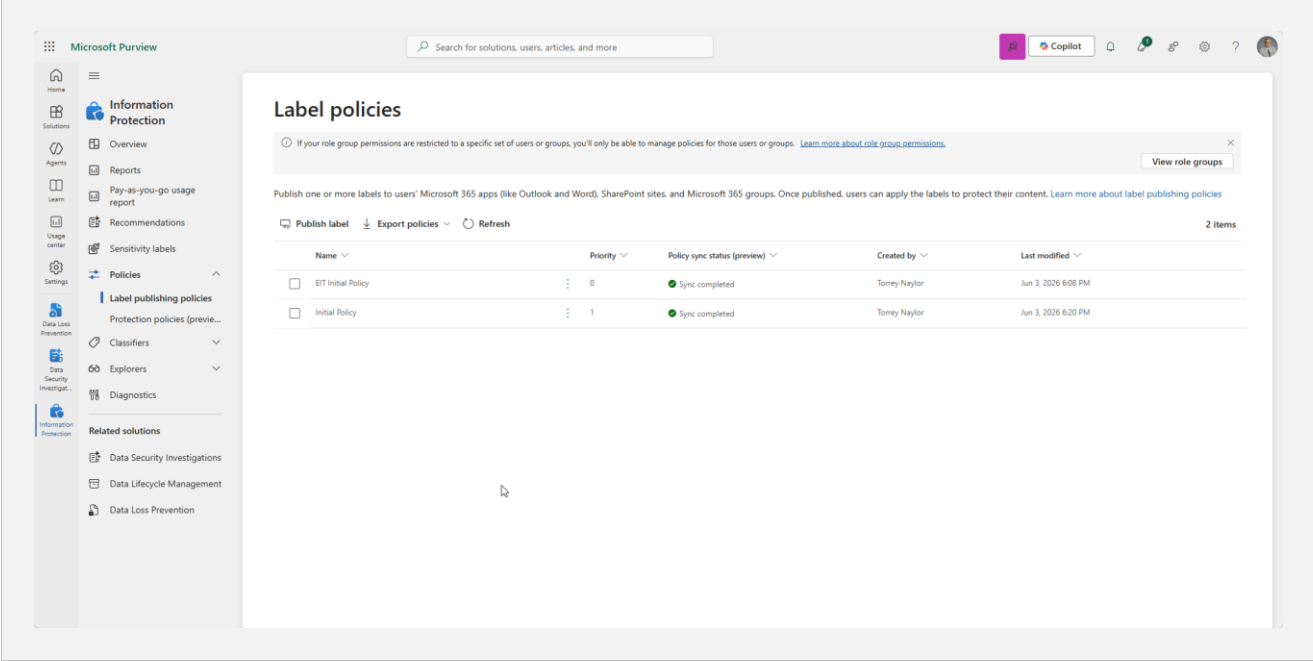 Microsoft Purview
Search for solutions, users, articles, and more
Copilot
1
Home
Solutions
Agents
Learn
Usage
center
Settings
Data Loss
Prevention
Data
Security
Investigat...
Information
Protection
Information
Protection
Overview
Reports
Pay-as-you-go usage
report
Recommendations
Sensitivity labels
Policies
Label publishing policies
Protection policies (previe...
Classifiers
Explorers
Diagnostics
Related solutions
Data Security Investigations
Data Lifecycle Management
Data Loss Prevention
Label policies
If your role group permissions are restricted to a specific set of users or groups, you'll only be able to manage policies for those users or groups. Learn more about role group permissions.
View role groups
Publish one or more labels to users' Microsoft 365 apps (like Outlook and Word), SharePoint sites, and Microsoft 365 groups. Once published, users can apply the labels to protect their content. Learn more about label publishing policies
Publish label Export policies Refresh 2 items
Name Priority Policy sync status (preview) Created by Last modified
EIT Initial Policy 0 Sync completed Torrey Naylor Jun 3, 2026 6:08 PM
Initial Policy 1 Sync completed Torrey Naylor Jun 3, 2026 6:20 PM